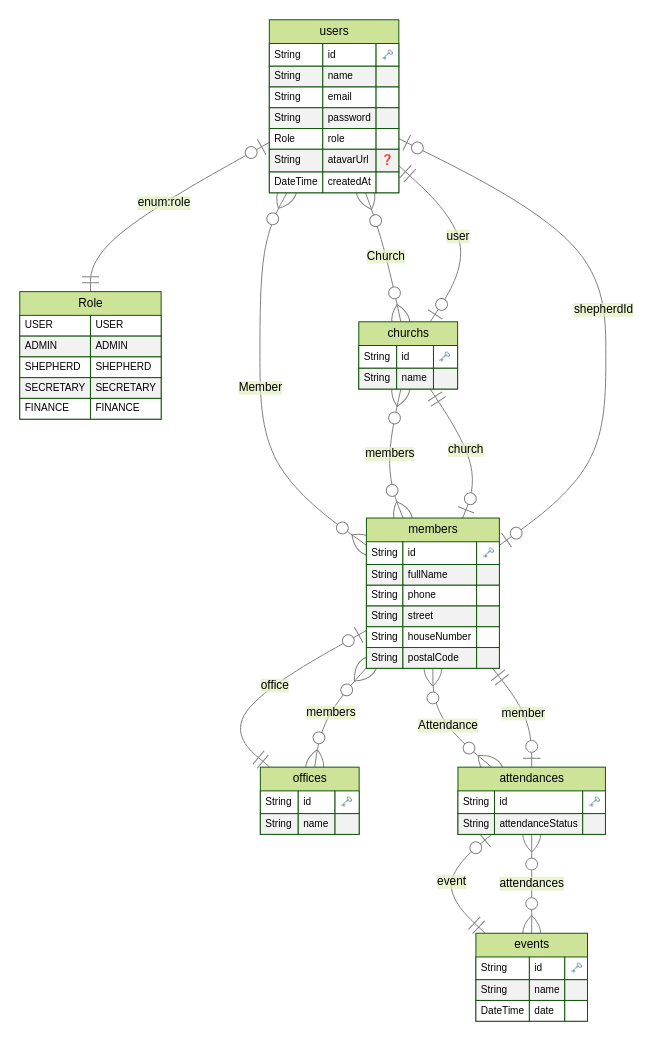 users
String id 🗝️
String name
String email
String password
Role role
String atavarUrl ❓
DateTime createdAt
enum:role
Church
user
shepherdId
Role
USER USER
ADMIN ADMIN
SHEPHERD SHEPHERD
SECRETARY SECRETARY
FINANCE FINANCE
churchs
String id 🗝️
String name
Member
members
church
members
String id 🗝️
String fullName
String phone
String street
String houseNumber
String postalCode
office
members
Attendance
member
offices
String id 🗝️
String name
attendances
String id 🗝️
String attendanceStatus
event
attendances
events
String id 🗝️
String name
DateTime date